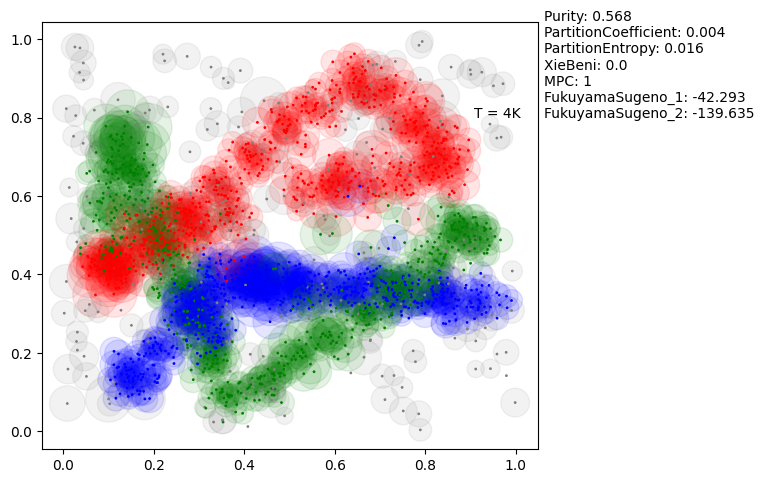 Purity: 0.568
PartitionCoefficient: 0.004
PartitionEntropy: 0.016
XieBeni: 0.0
MPC: 1
FukuyamaSugeno_1: -42.293
FukuyamaSugeno_2: -139.635
T = 4K
1.0
0.8
0.6
0.4
0.2
0.0
0.0 0.2 0.4 0.6 0.8 1.0